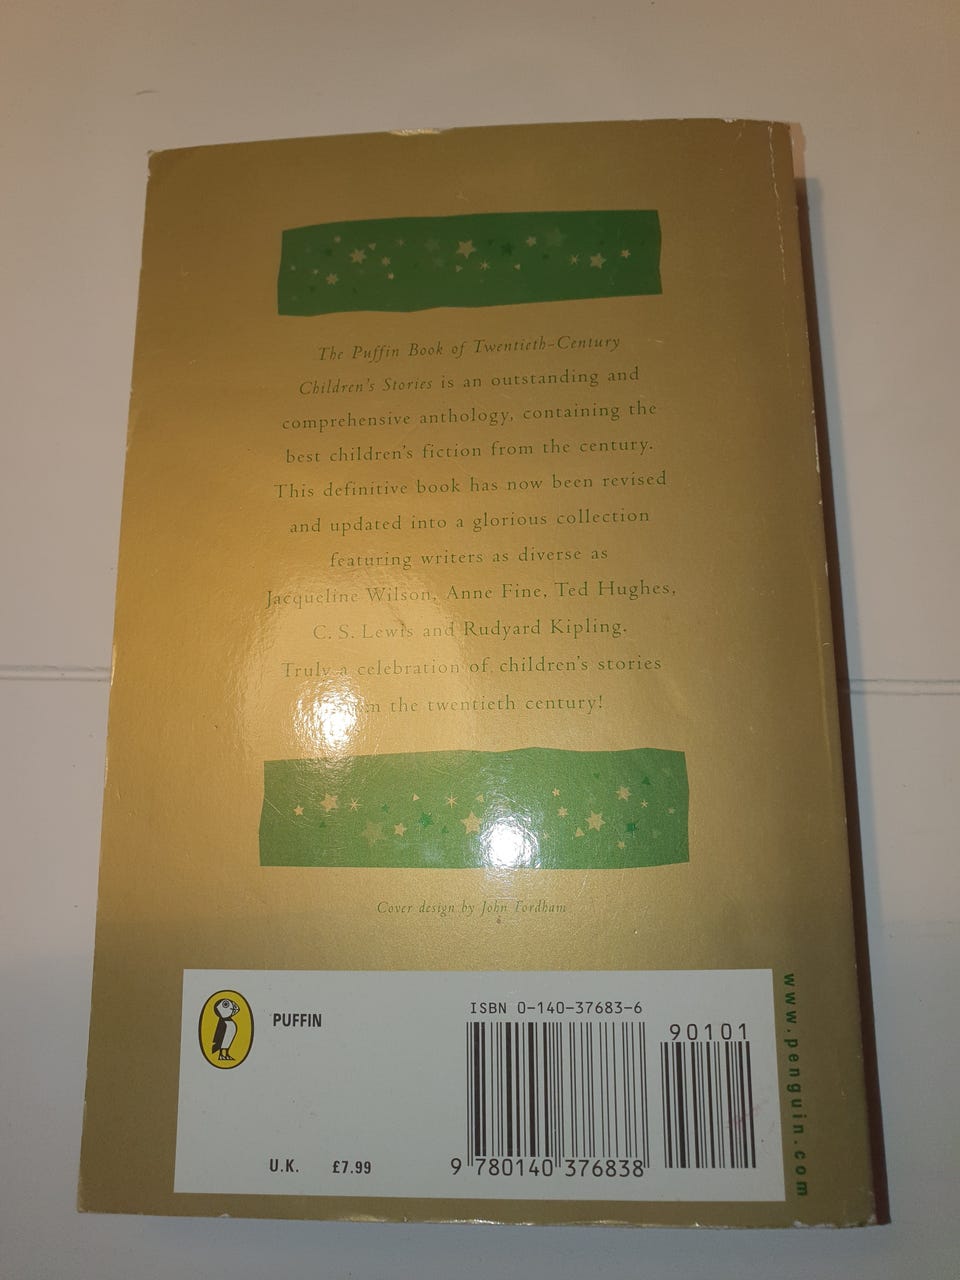 The Puffin Book of Twentieth-Century
Children's Stories is an outstanding and
comprehensive anthology, containing the
best children's fiction from the century.
This definitive book has now been revised
and updated into a glorious collection
featuring writers as diverse as
Jacqueline Wilson, Anne Fine, Ted Hughes,
C. S. Lewis and Rudyard Kipling.
Truly a celebration of children's stories
the twentieth century!
Cover design by John Fordham
PUFFIN
ISBN 0-140-37683-6
90101
U.K. £7.99
9 780140 376838
www.penguin.com